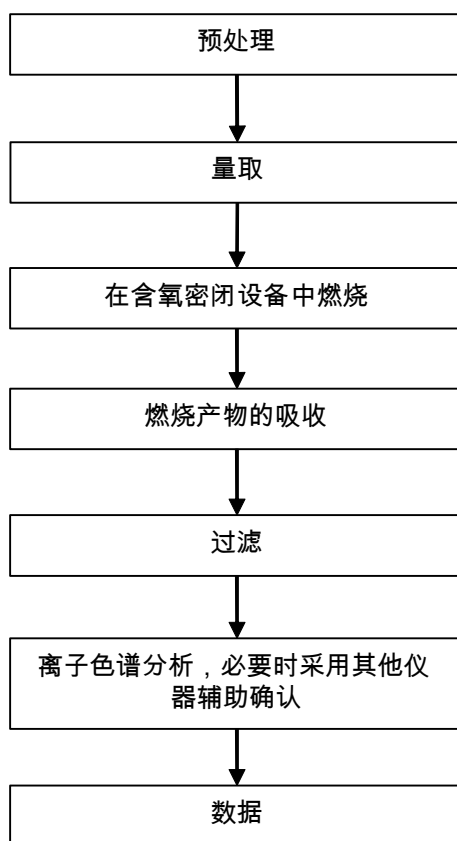 预处理
量取
在含氧密闭设备中燃烧
燃烧产物的吸收
过滤
离子色谱分析，必要时采用其他仪
器辅助确认
数据